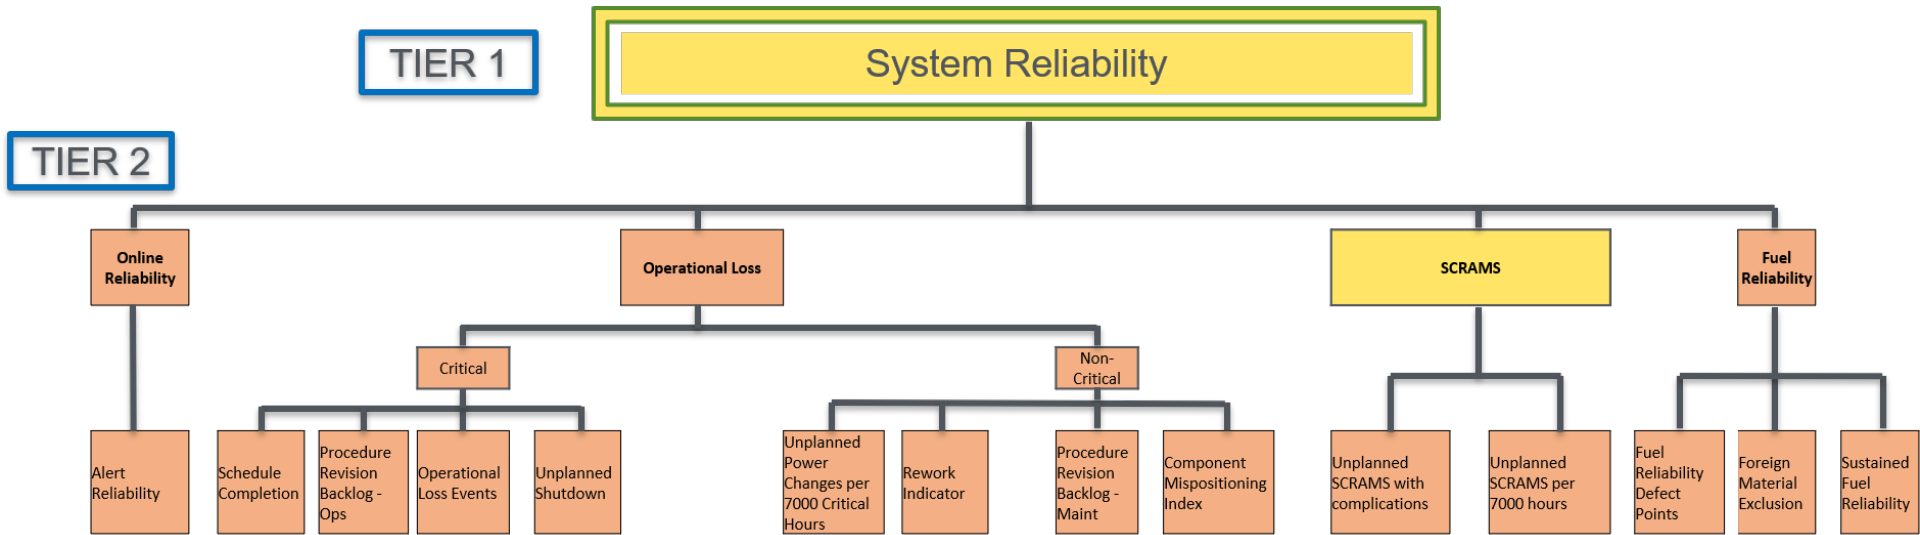 TIER 1
System Reliability
TIER 2
Online
Reliability
Operational Loss
SCRAMS
Fuel
Reliability
Critical
Non-
Critical
Alert
Reliability
Schedule
Completion
Procedure
Revision
Backlog -
Ops
Operational
Loss Events
Unplanned
Shutdown
Unplanned
Power
Changes per
7000 Critical
Hours
Rework
Indicator
Procedure
Revision
Backlog -
Maint
Component
Mispositioning
Index
Unplanned
SCRAMS with
complications
Unplanned
SCRAMS per
7000 hours
Fuel
Reliability
Defect
Points
Foreign
Material
Exclusion
Sustained
Fuel
Reliability